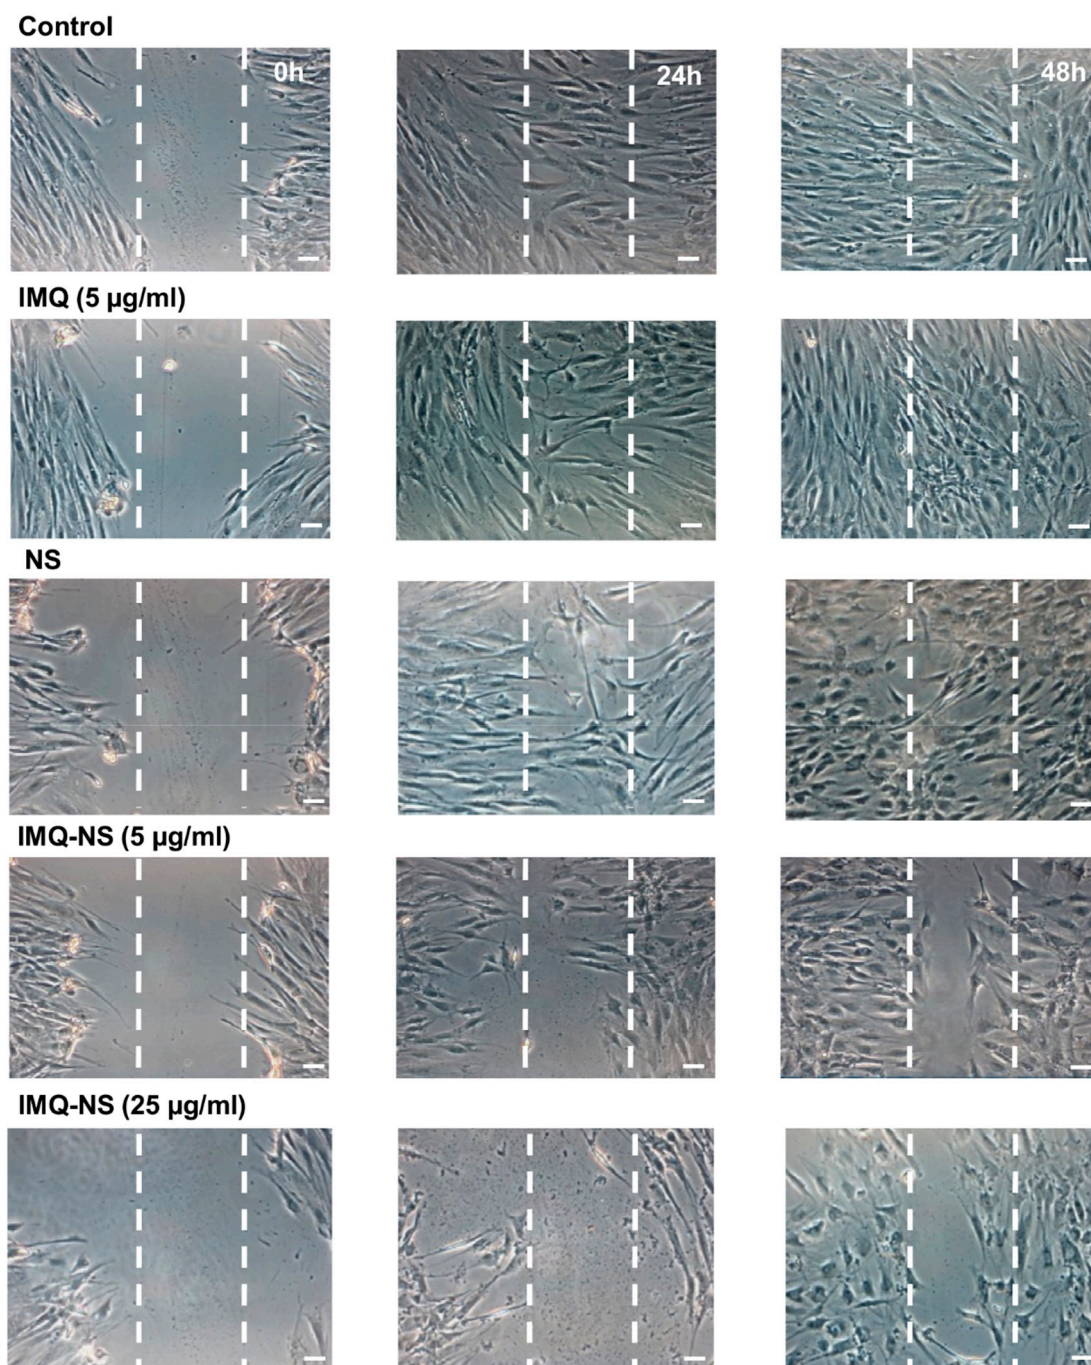 Control
0h
24h
48h
IMQ (5 µg/ml)
NS
IMQ-NS (5 µg/ml)
IMQ-NS (25 µg/ml)